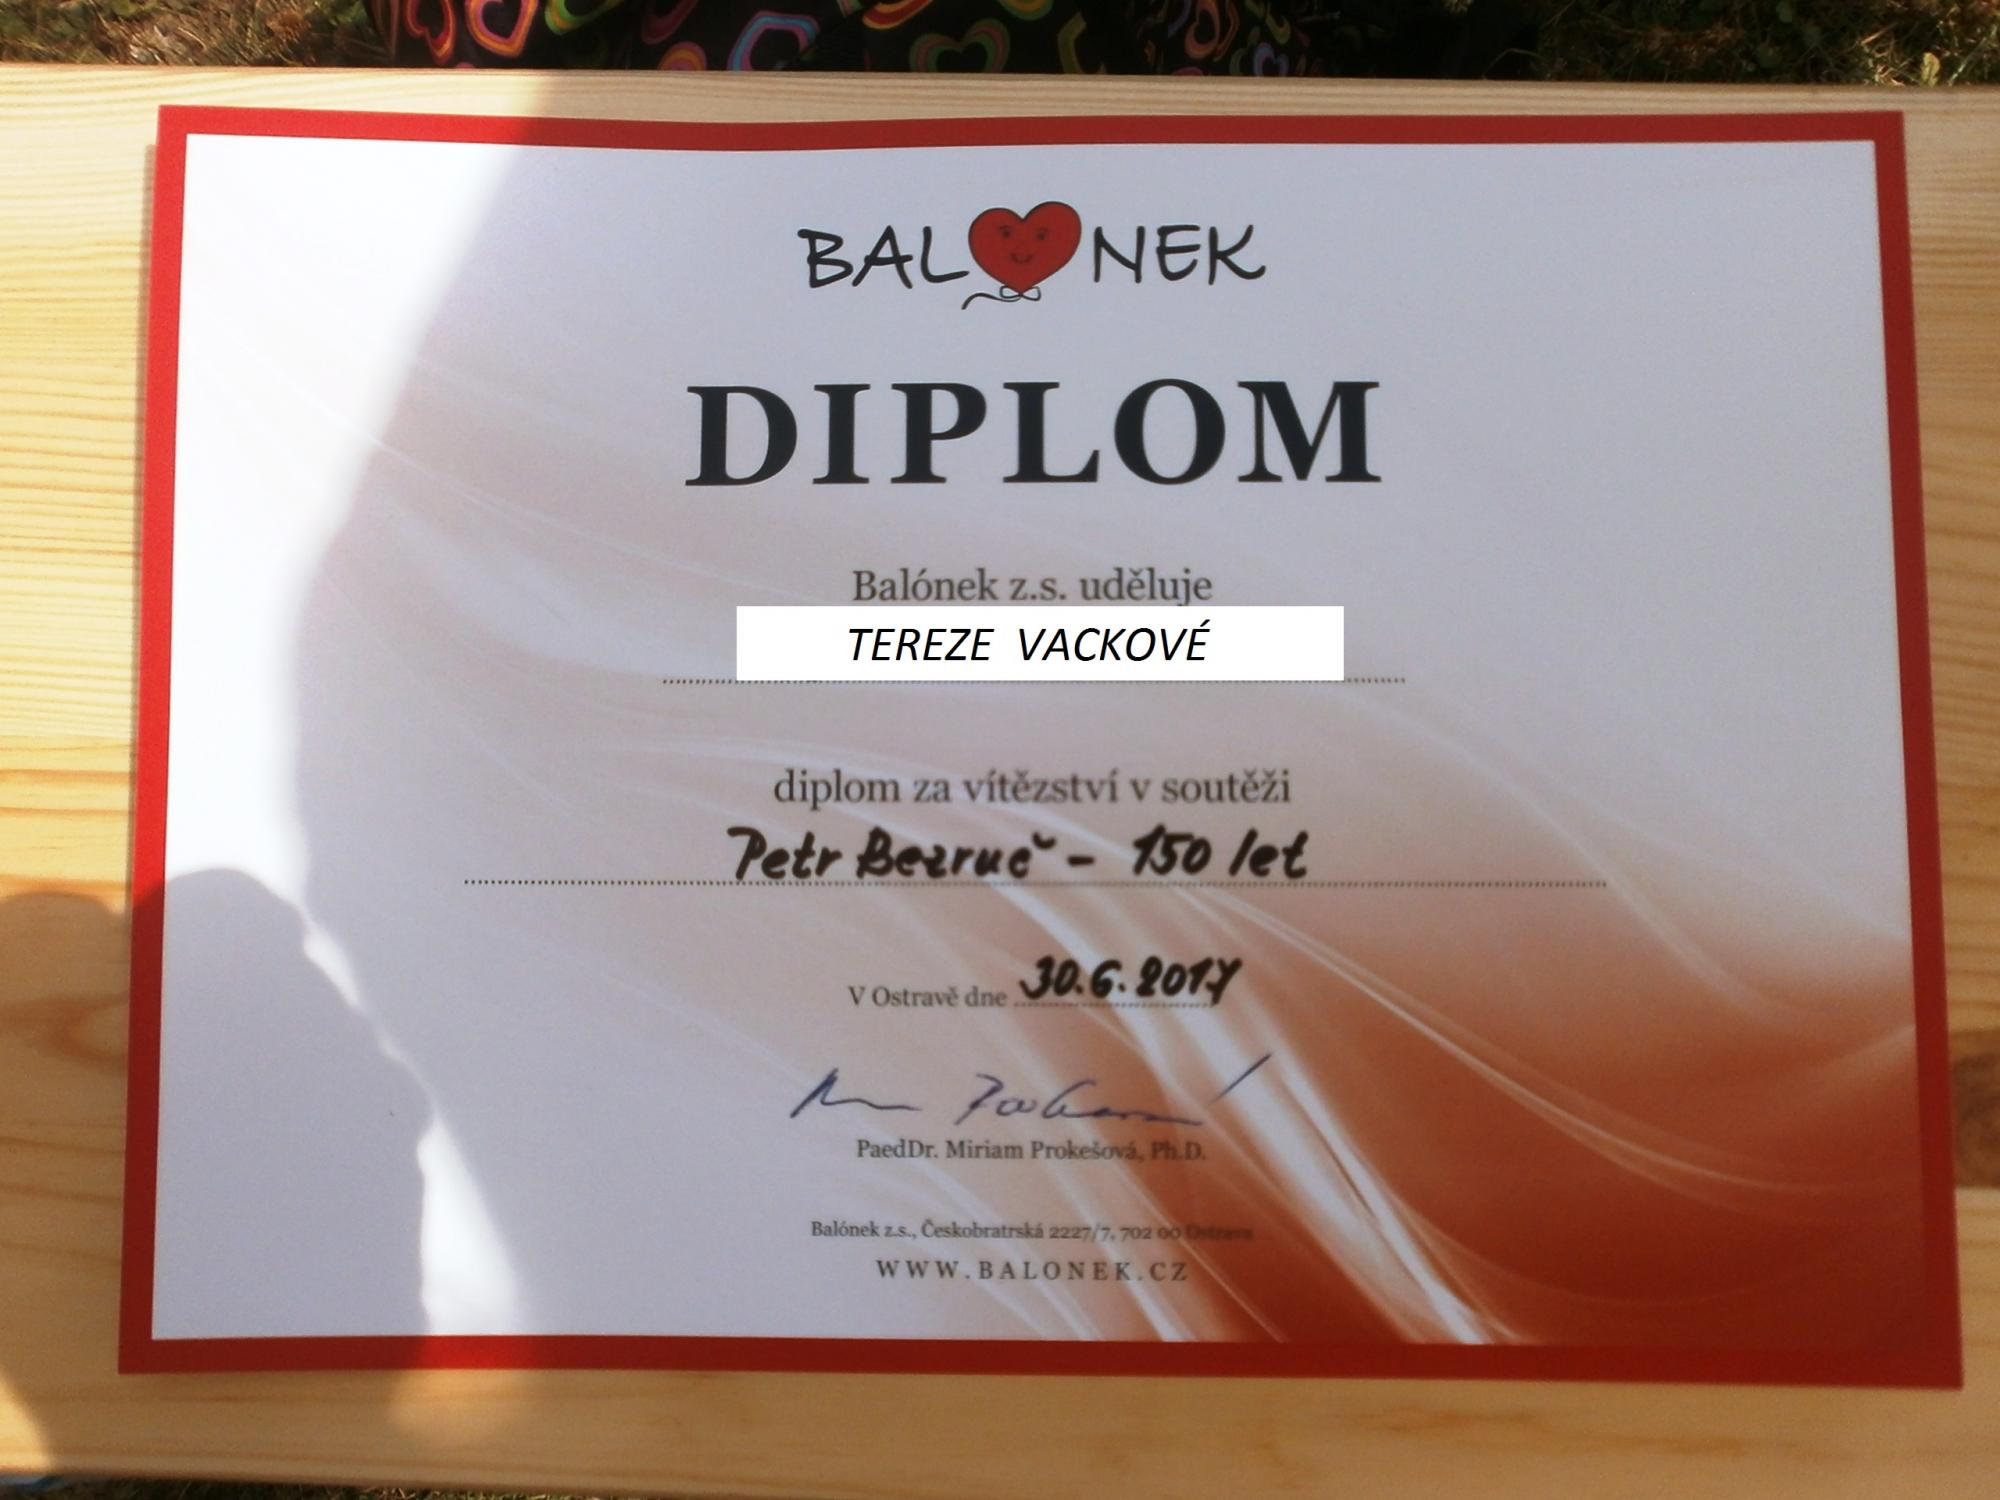 BALONEK
DIPLOM
Balónek z.s. uděluje
TEREZE VACKOVÉ
diplom za vítězství v soutěži
Petr Bezruč - 150 let
V Ostravě dne 30.6.2017
PaedDr. Miriam Prokešová, Ph.D.
Balónek z.s., Českobratrská 2227/7, 702 00 Ostrava
WWW.BALONEK.CZ